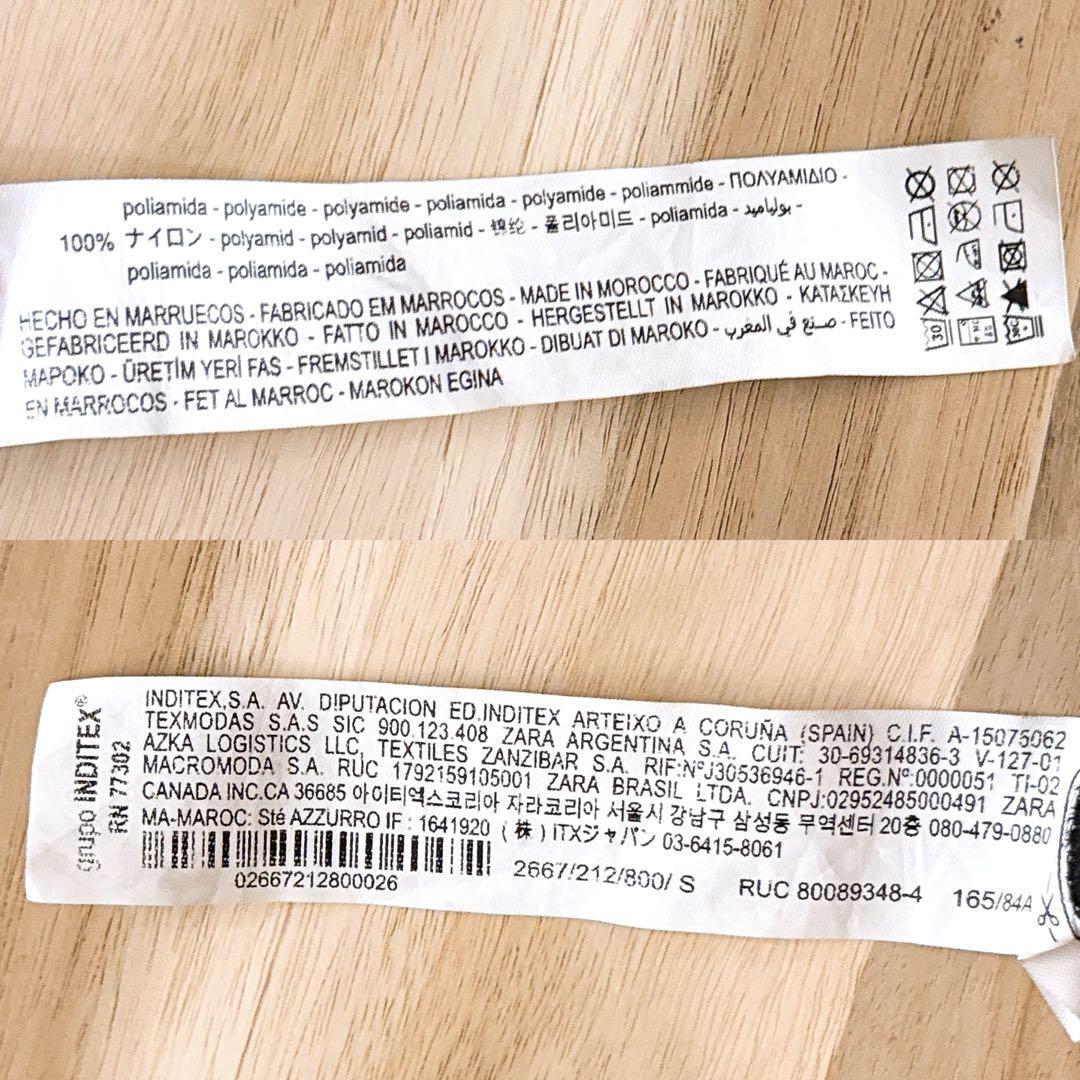 poliamida - polyamide - polyamide - poliamida - polyamide - poliammide - ΠΟΛΥΑΜΙΔΙΟ -
100% ナイロン - polyamid - polyamid - poliamid - 锦纶 - 폴리아미드 - poliamida - بولياميد -
poliamida - poliamida - poliamida
HECHO EN MARRUECOS - FABRICADO EM MARROCOS - MADE IN MOROCCO - FABRIQUÉ AU MAROC -
GEFABRICEERD IN MAROKKO - FATTO IN MAROCCO - HERGESTELLT IN MAROKKO - ΚΑΤΑΣΚΕΥΗ
ΜΑΡΟΚΟ - ÜRETİM YERİ FAS - FREMSTILLET I MAROKKO - DIBUAT DI MAROKO - صنع في المغرب - FEITO
EN MARROCOS - FET AL MARROC - MAROKON EGINA
grupo INDITEX®
RN 77302
INDITEX,S.A. AV. DIPUTACION ED.INDITEX ARTEIXO A CORUÑA (SPAIN) C.I.F. A-15075062
TEXMODAS S.A.S SIC 900.123.408 ZARA ARGENTINA S.A. CUIT: 30-69314836-3 V-127-01
AZKA LOGISTICS LLC, TEXTILES ZANZIBAR S.A. RIF:NºJ30536946-1 REG.Nº:0000051 TI-02
MACROMODA S.A. RUC 1792159105001 ZARA BRASIL LTDA. CNPJ:02952485000491 ZARA
CANADA INC.CA 36685 아이티엑스코리아 자라코리아 서울시 강남구 삼성동 무역센터 20층 080-479-0880
MA-MAROC: Sté AZZURRO IF : 1641920 (株) ITXジャパン 03-6415-8061
02667212800026
2667/212/800/ S
RUC 80089348-4
165/84A